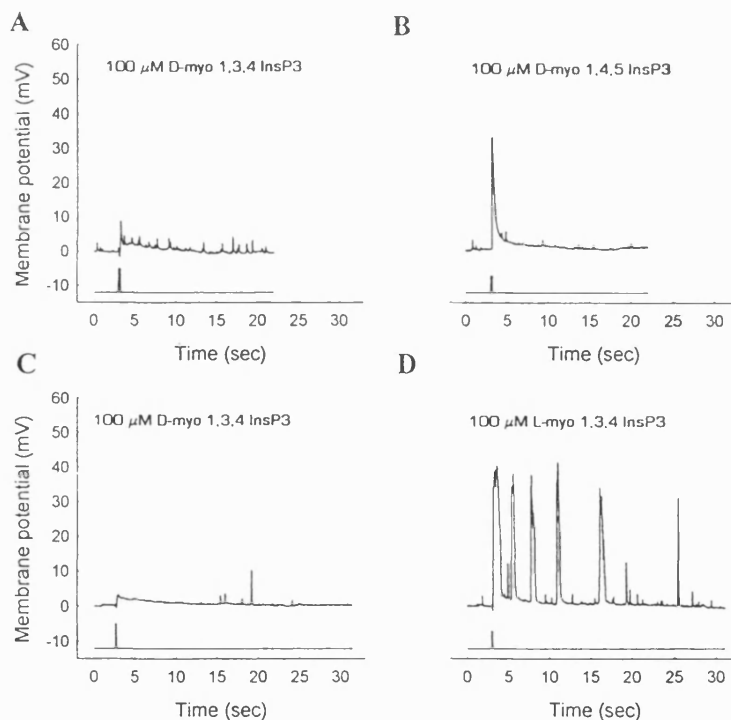 A
100 µM D-myo 1,3,4 InsP3
Membrane potential (mV)
60
50
40
30
20
10
0
-10
0 5 10 15 20 25 30
Time (sec)
B
100 µM D-myo 1,4,5 InsP3
0 5 10 15 20 25 30
Time (sec)
C
100 µM D-myo 1,3,4 InsP3
Membrane potential (mV)
60
50
40
30
20
10
0
-10
0 5 10 15 20 25 30
Time (sec)
D
100 µM L-myo 1,3,4 InsP3
0 5 10 15 20 25 30
Time (sec)